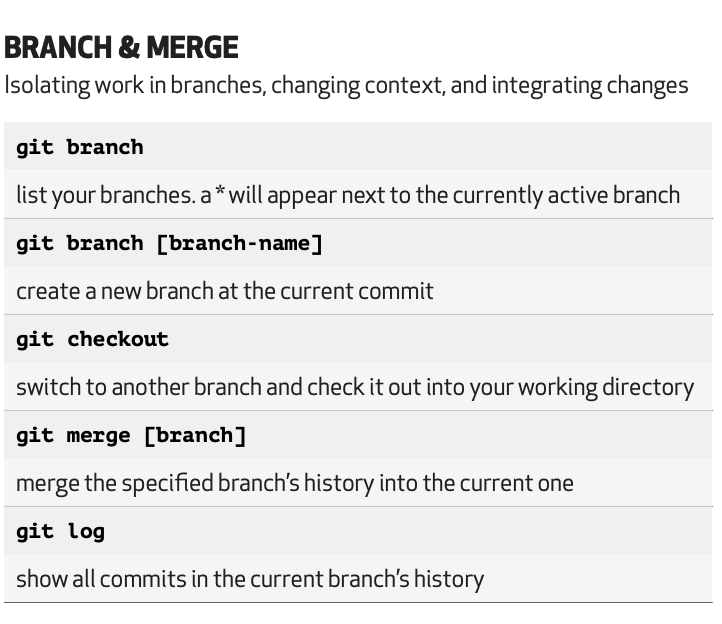 BRANCH & MERGE
Isolating work in branches, changing context, and integrating changes
git branch
list your branches. a * will appear next to the currently active branch
git branch [branch-name]
create a new branch at the current commit
git checkout
switch to another branch and check it out into your working directory
git merge [branch]
merge the specified branch’s history into the current one
git log
show all commits in the current branch’s history